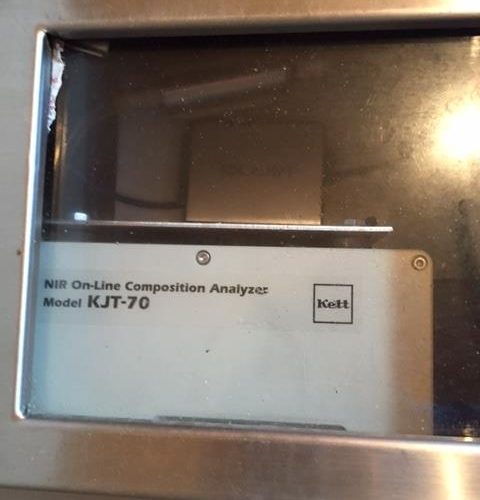 NIR On-Line Composition Analyzer
Model KJT-70
Kett